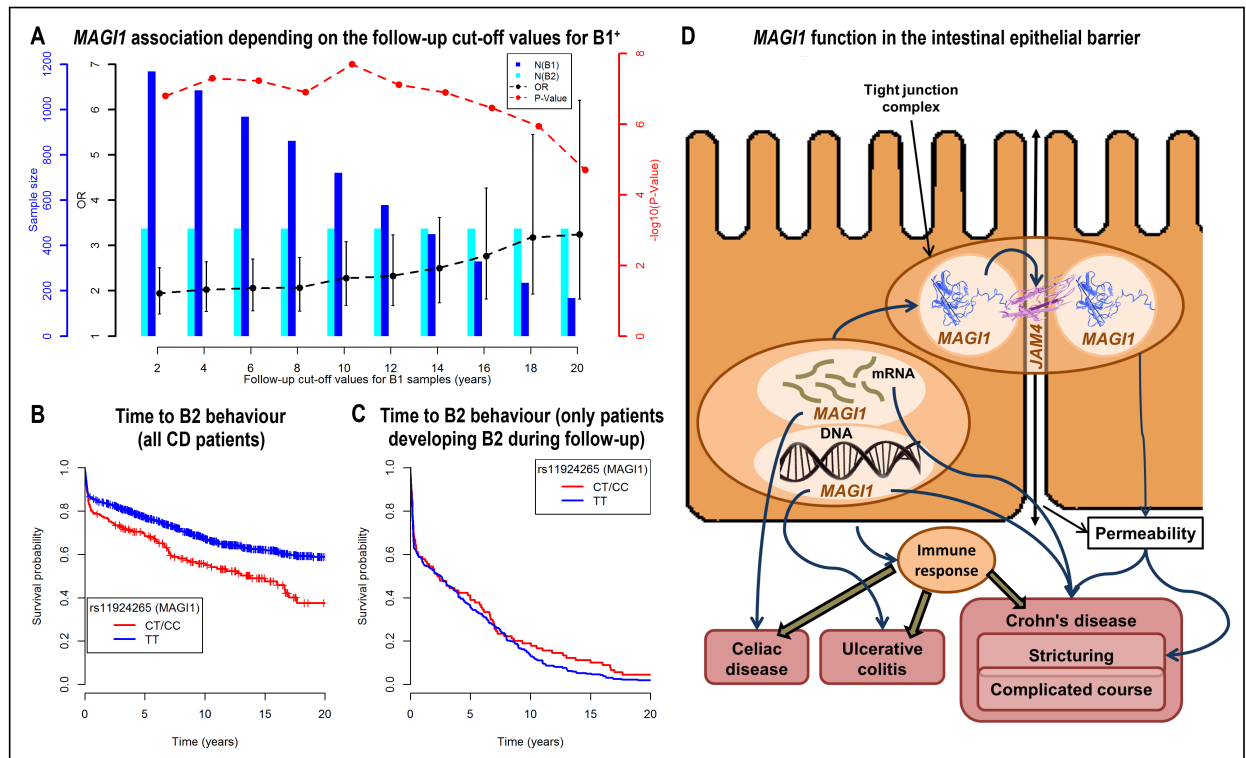 A
MAGI1 association depending on the follow-up cut-off values for B1+
Sample size
0
200
400
600
800
1000
1200
OR
1
2
3
4
5
6
7
N(B1)
N(B2)
OR
P-Value
-log10(P-Value)
0
2
4
6
8
2
4
6
8
10
12
14
16
18
20
Follow-up cut-off values for B1 samples (years)
B
Time to B2 behaviour
(all CD patients)
Survival probability
0.0
0.2
0.4
0.6
0.8
1.0
rs11924265 (MAGI1)
CT/CC
TT
0
5
10
15
20
Time (years)
C
Time to B2 behaviour (only patients
developing B2 during follow-up)
Survival probability
0.0
0.2
0.4
0.6
0.8
1.0
rs11924265 (MAGI1)
CT/CC
TT
0
5
10
15
20
Time (years)
D
MAGI1 function in the intestinal epithelial barrier
Tight junction
complex
MAGI1
JAM4
MAGI1
mRNA
MAGI1
DNA
MAGI1
Permeability
Immune
response
Celiac
disease
Ulcerative
colitis
Crohn's disease
Stricturing
Complicated course